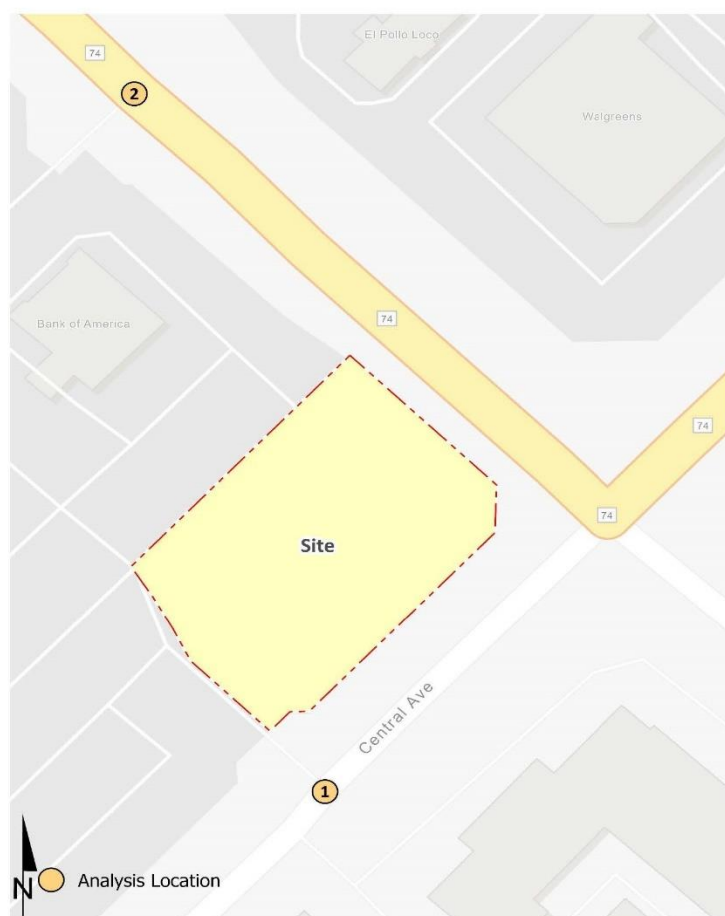 El Pollo Loco
74
2
Walgreens
74
Bank of America
74
74
Site
Central Ave
1
N
Analysis Location